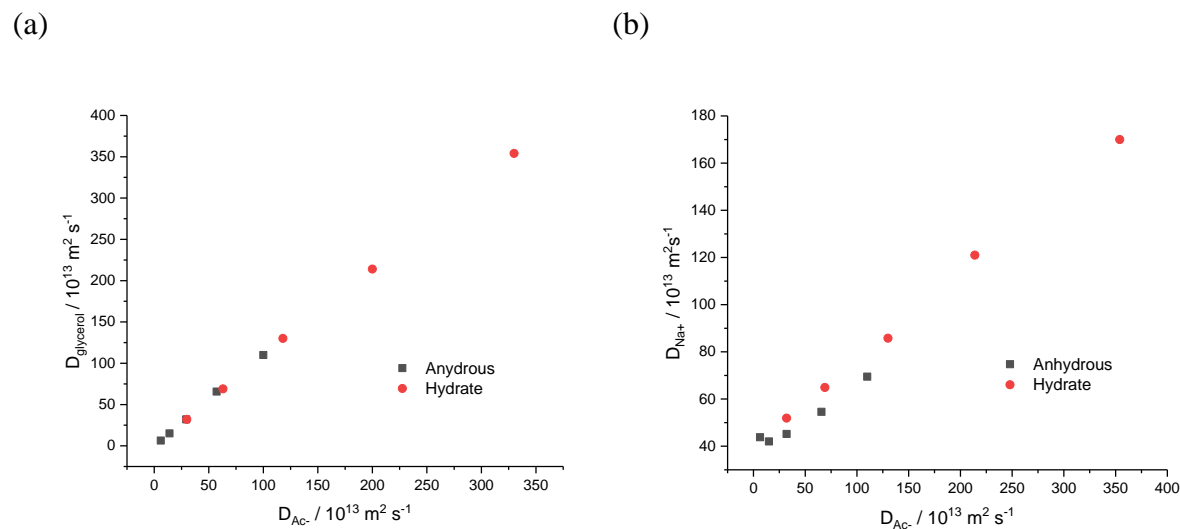 (a)
400
350
300
250
200
150
100
50
0
D_glycerol / 10^13 m^2 s^-1
Anydrous
Hydrate
0 50 100 150 200 250 300 350
D_Ac- / 10^13 m^2 s^-1
(b)
180
160
140
120
100
80
60
40
D_Na+ / 10^13 m^2s^-1
Anhydrous
Hydrate
0 50 100 150 200 250 300 350 400
D_Ac- / 10^13 m^2 s^-1